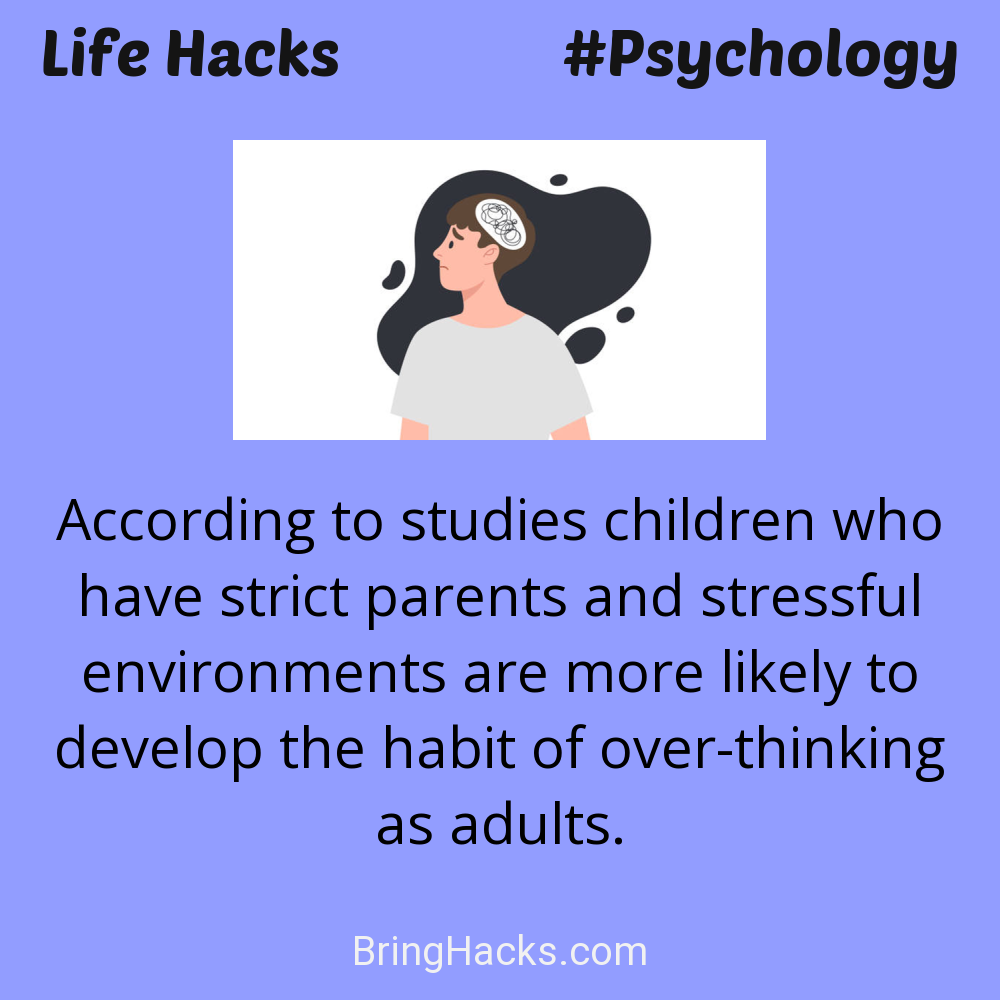 Life Hacks #Psychology
According to studies children who
have strict parents and stressful
environments are more likely to
develop the habit of over-thinking
as adults.
BringHacks.com